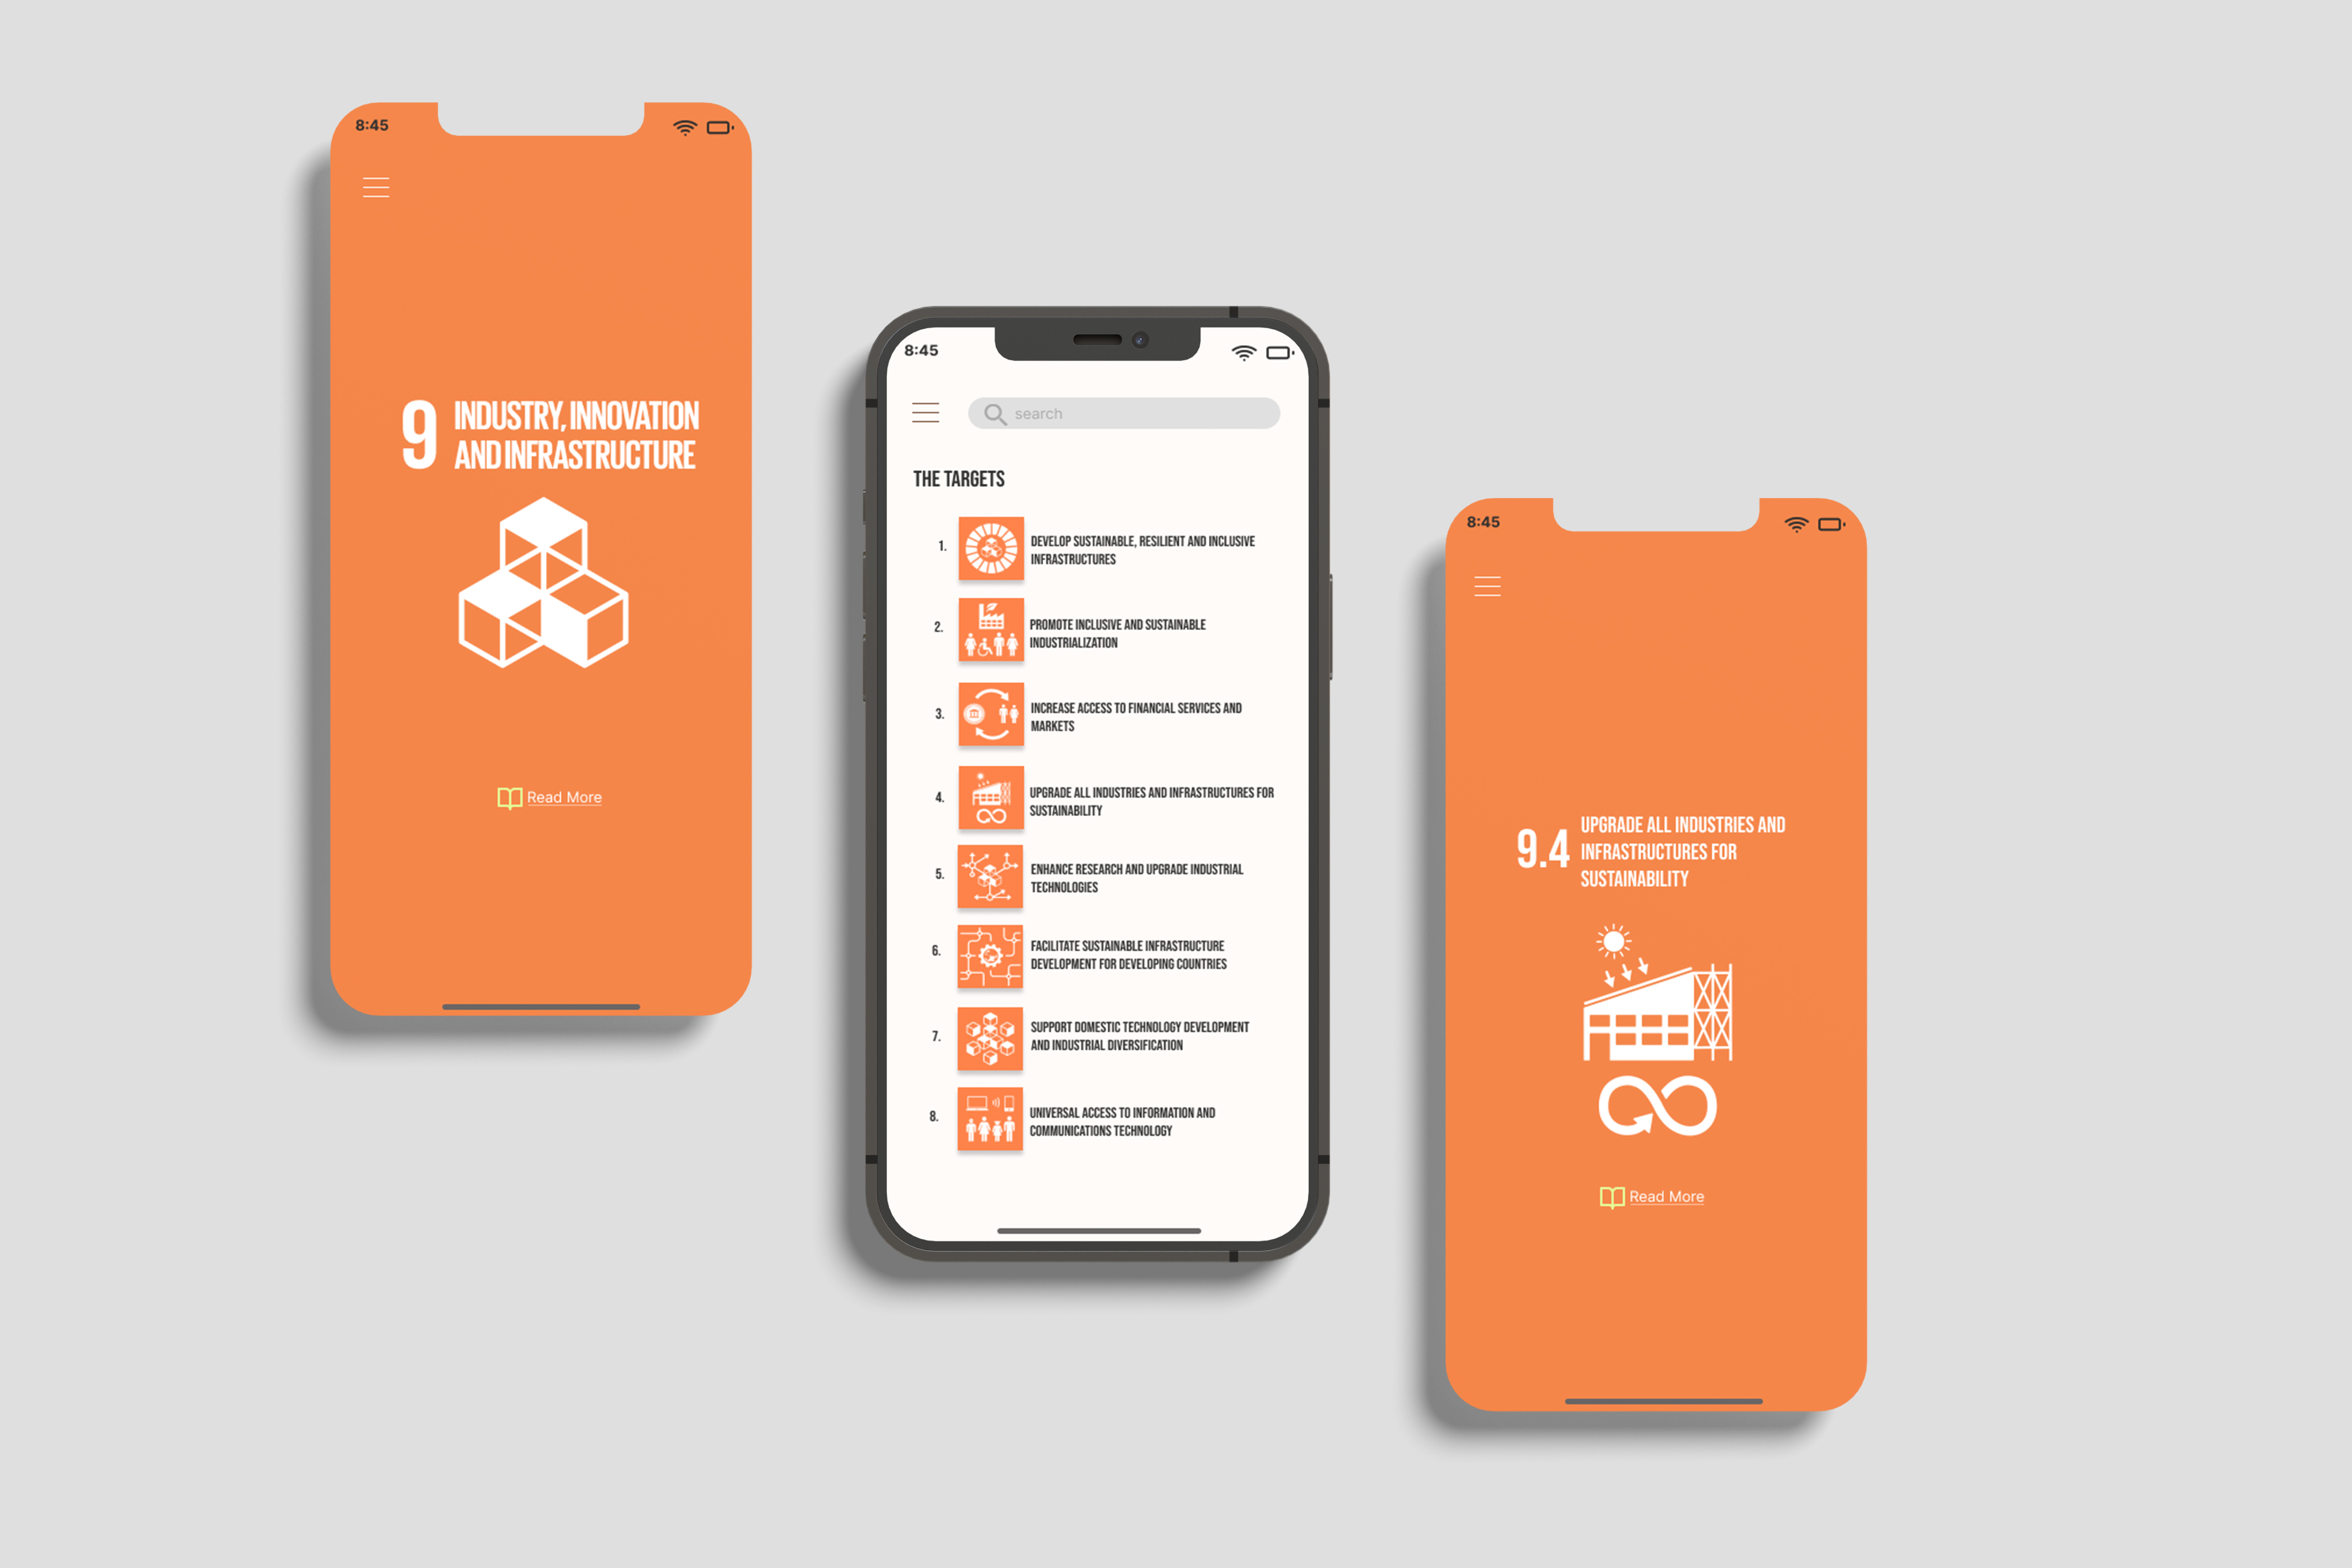 8:45
9
INDUSTRY, INNOVATION
AND INFRASTRUCTURE
Read More
8:45
search
THE TARGETS
1.
DEVELOP SUSTAINABLE, RESILIENT AND INCLUSIVE
INFRASTRUCTURES
2.
PROMOTE INCLUSIVE AND SUSTAINABLE
INDUSTRIALIZATION
3.
INCREASE ACCESS TO FINANCIAL SERVICES AND
MARKETS
4.
UPGRADE ALL INDUSTRIES AND INFRASTRUCTURES FOR
SUSTAINABILITY
5.
ENHANCE RESEARCH AND UPGRADE INDUSTRIAL
TECHNOLOGIES
6.
FACILITATE SUSTAINABLE INFRASTRUCTURE
DEVELOPMENT FOR DEVELOPING COUNTRIES
7.
SUPPORT DOMESTIC TECHNOLOGY DEVELOPMENT
AND INDUSTRIAL DIVERSIFICATION
8.
UNIVERSAL ACCESS TO INFORMATION AND
COMMUNICATIONS TECHNOLOGY
8:45
9.4
UPGRADE ALL INDUSTRIES AND
INFRASTRUCTURES FOR
SUSTAINABILITY
Read More